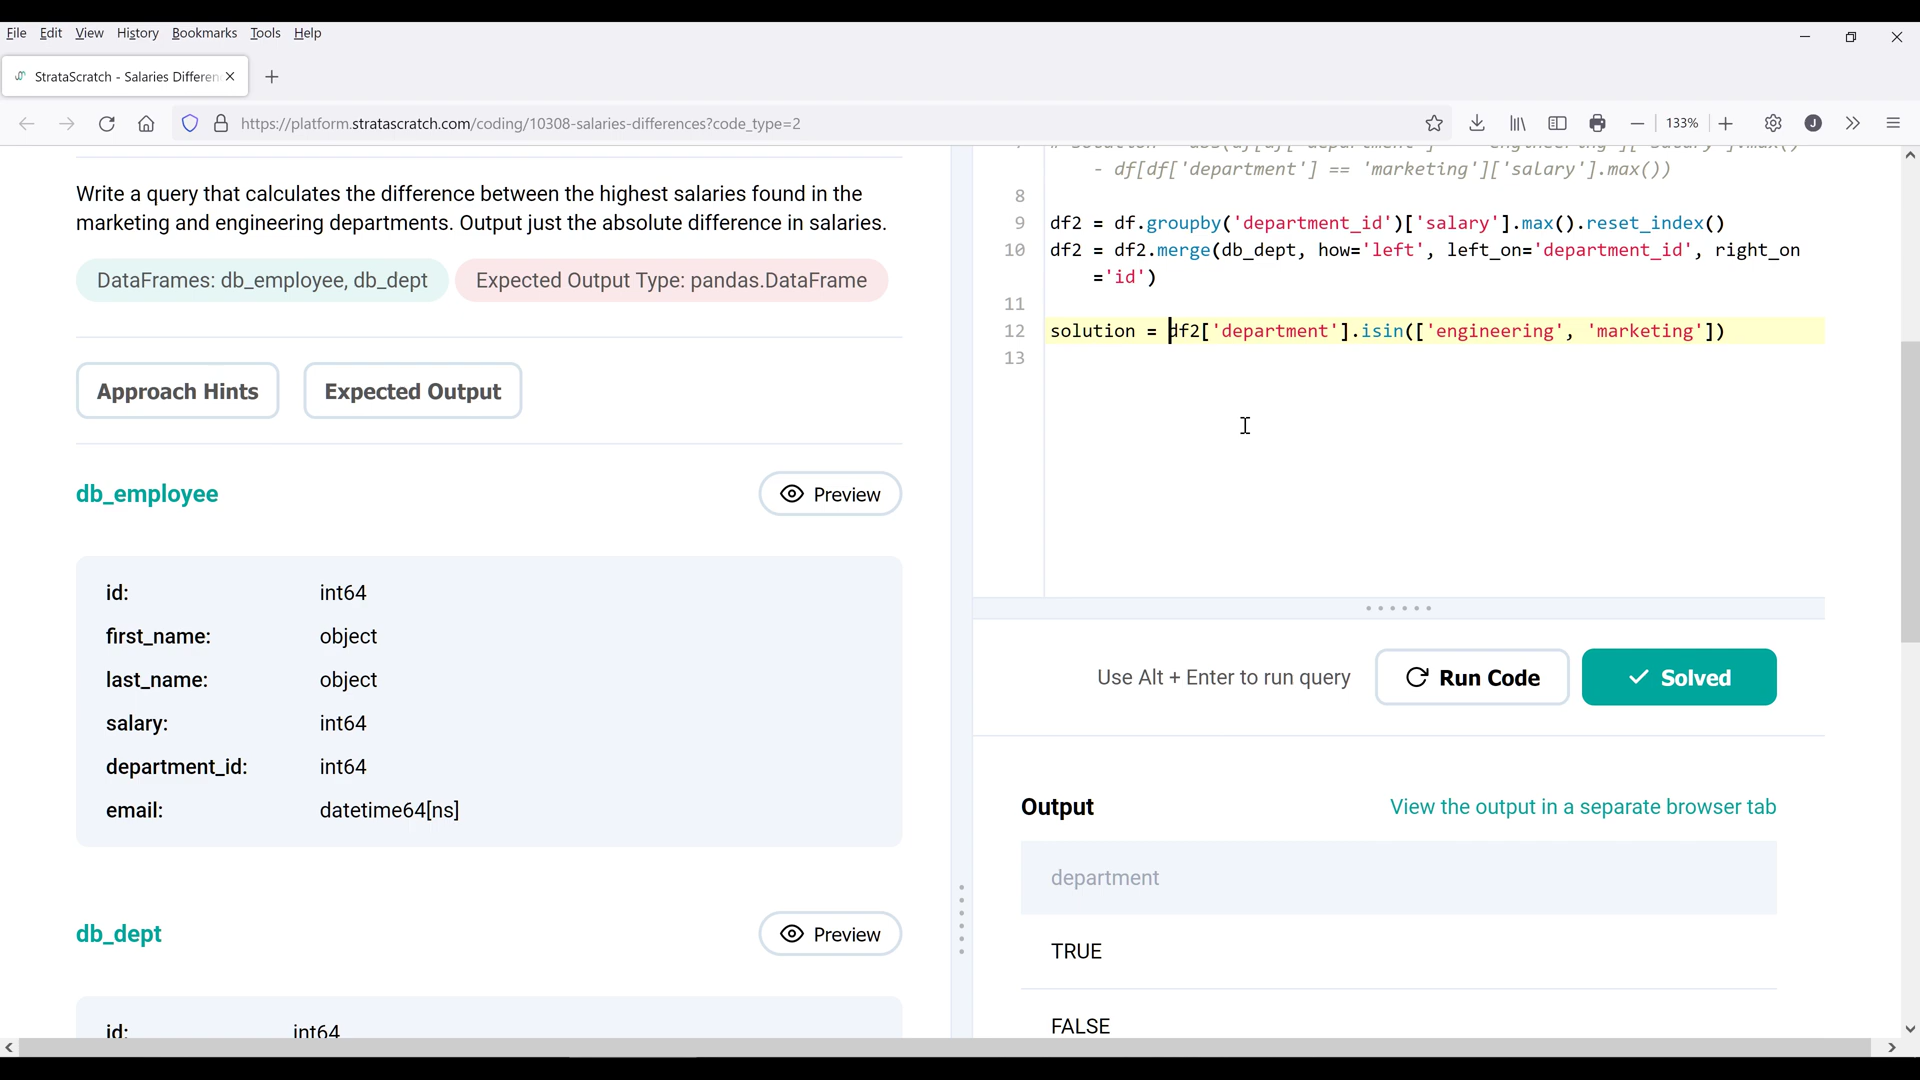 File Edit View History Bookmarks Tools Help
StrataScratch - Salaries Differen
https://platform.stratascratch.com/coding/10308-salaries-differences?code_type=2
133%
J
Write a query that calculates the difference between the highest salaries found in the
marketing and engineering departments. Output just the absolute difference in salaries.
DataFrames: db_employee, db_dept
Expected Output Type: pandas.DataFrame
Approach Hints
Expected Output
db_employee
Preview
id: int64
first_name: object
last_name: object
salary: int64
department_id: int64
email: datetime64[ns]
db_dept
Preview
id: int64
- df[df['department'] == 'marketing']['salary'].max())
8
9 df2 = df.groupby('department_id')['salary'].max().reset_index()
10 df2 = df2.merge(db_dept, how='left', left_on='department_id', right_on
='id')
11
12 solution = df2['department'].isin(['engineering', 'marketing'])
13
Use Alt + Enter to run query
Run Code
Solved
Output
View the output in a separate browser tab
department
TRUE
FALSE